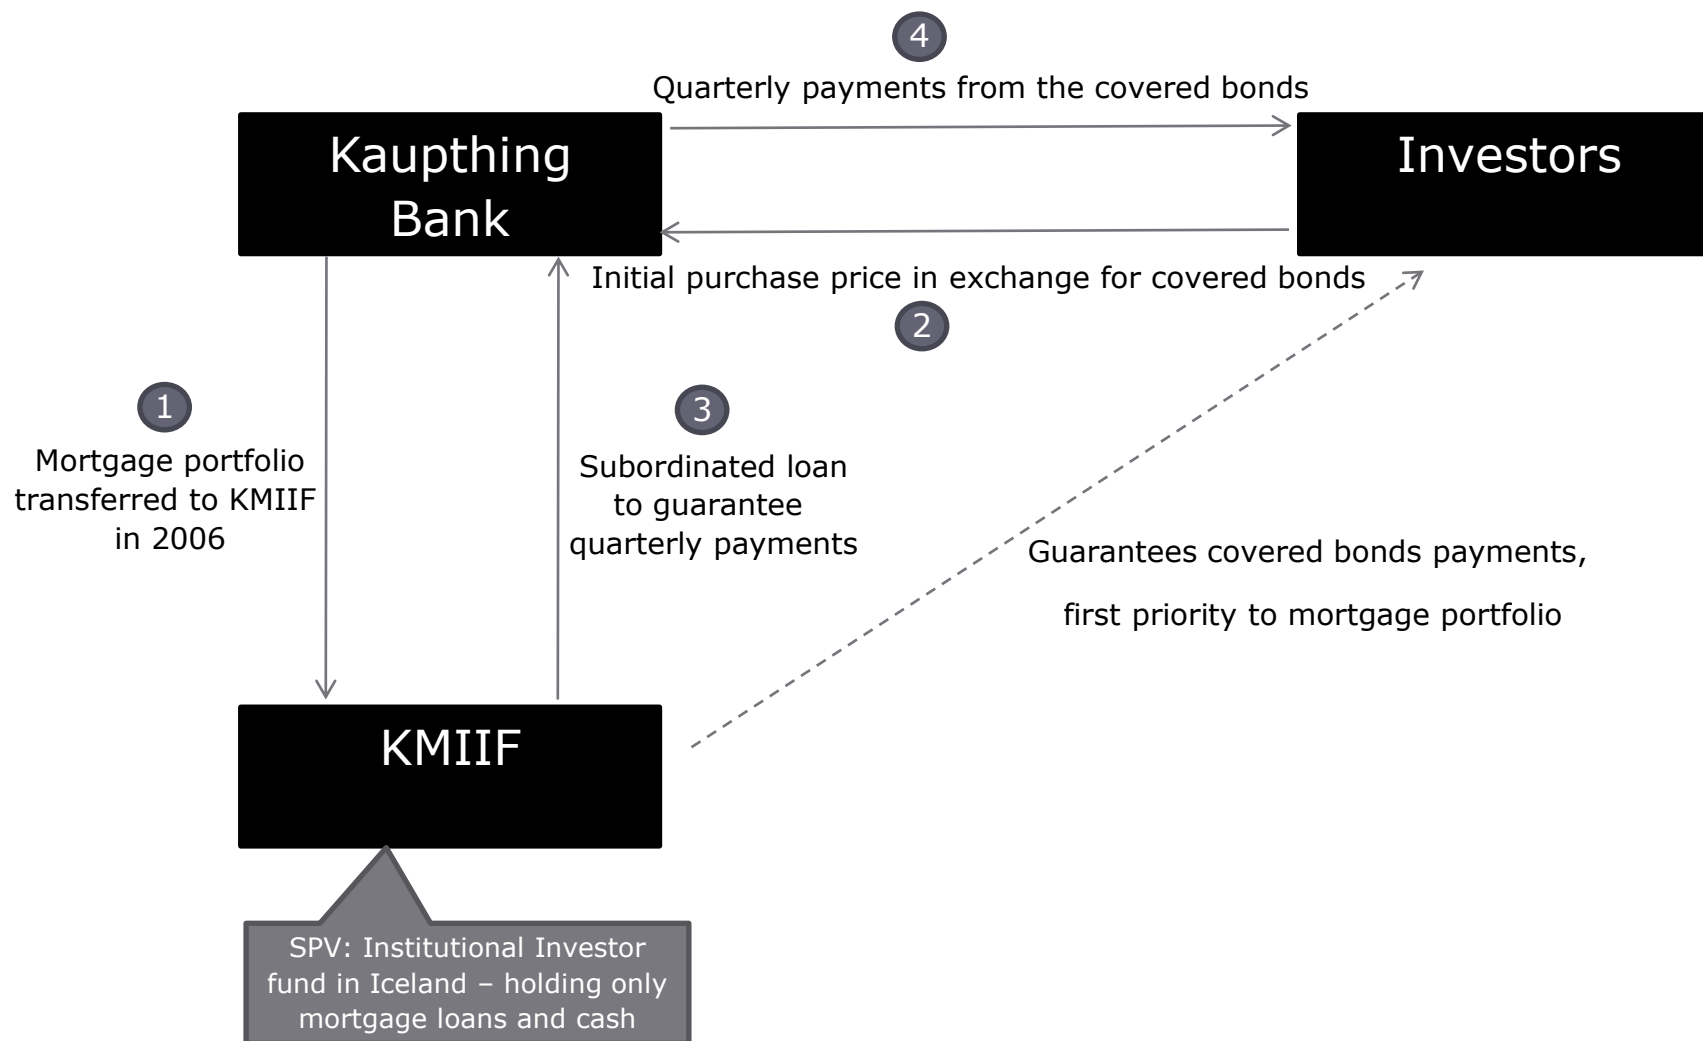 4
Quarterly payments from the covered bonds
Kaupthing
Bank
Investors
Initial purchase price in exchange for covered bonds
2
1
Mortgage portfolio
transferred to KMIIF
in 2006
3
Subordinated loan
to guarantee
quarterly payments
Guarantees covered bonds payments,
first priority to mortgage portfolio
KMIIF
SPV: Institutional Investor
fund in Iceland – holding only
mortgage loans and cash